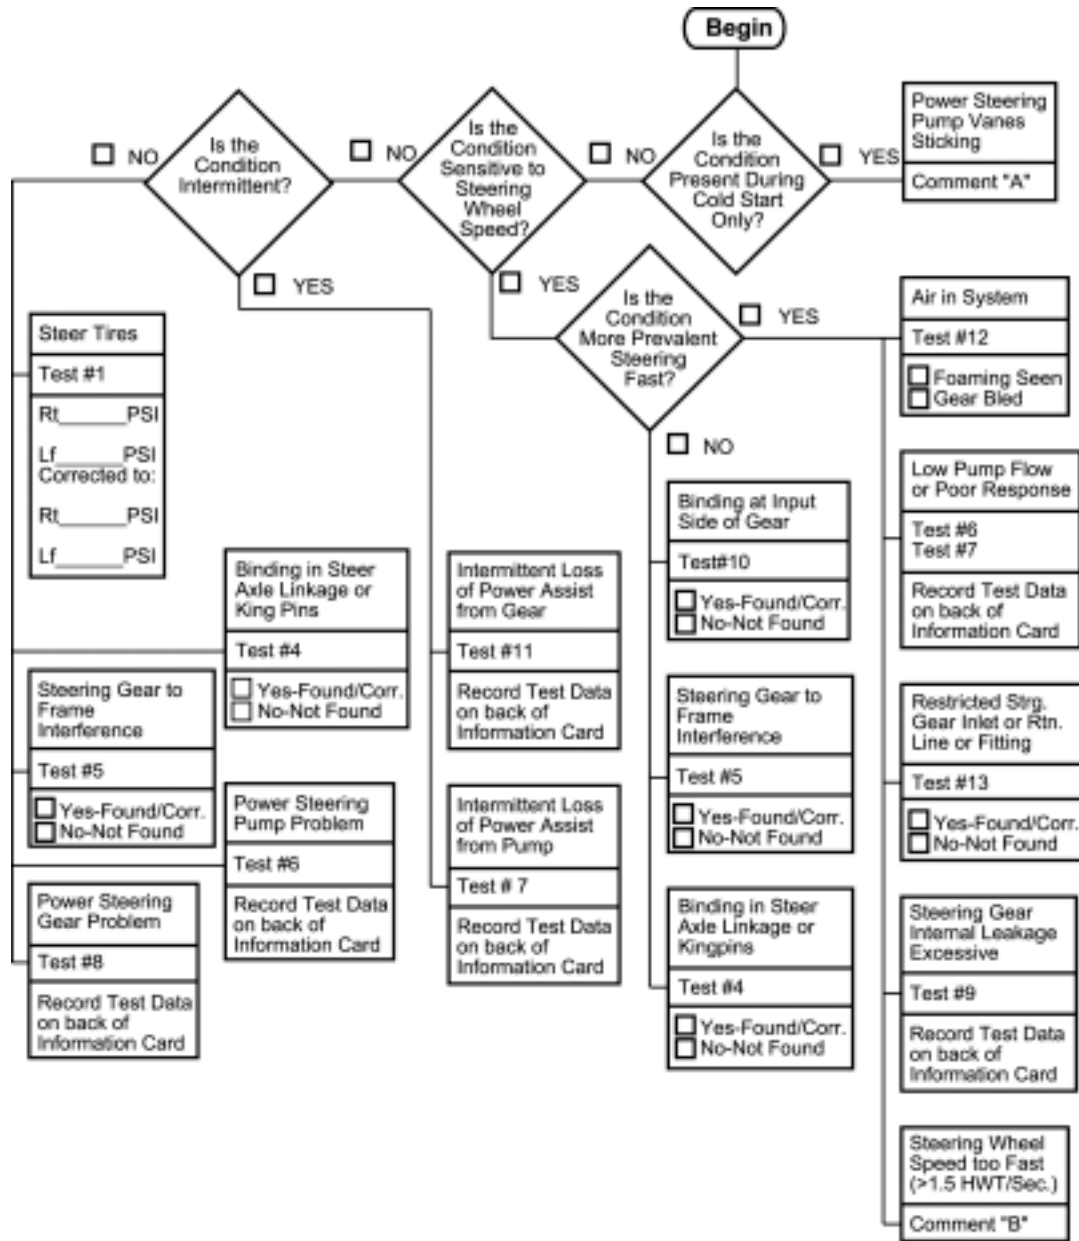 Begin
Is the
Condition
Present During
Cold Start
Only?
YES
Power Steering
Pump Vanes
Sticking
Comment "A"
NO
Is the
Condition
Sensitive to
Steering
Wheel
Speed?
NO
Is the
Condition
Intermittent?
NO
YES
YES
Is the
Condition
More Prevalent
Steering
Fast?
YES
NO
Steer Tires
Test #1
Rt______PSI
Lf______PSI
Corrected to:
Rt______PSI
Lf______PSI
Binding in Steer
Axle Linkage or
King Pins
Test #4
Yes-Found/Corr.
No-Not Found
Steering Gear to
Frame
Interference
Test #5
Yes-Found/Corr.
No-Not Found
Power Steering
Pump Problem
Test #6
Record Test Data
on back of
Information Card
Power Steering
Gear Problem
Test #8
Record Test Data
on back of
Information Card
Intermittent Loss
of Power Assist
from Gear
Test #11
Record Test Data
on back of
Information Card
Intermittent Loss
of Power Assist
from Pump
Test # 7
Record Test Data
on back of
Information Card
Binding at Input
Side of Gear
Test#10
Yes-Found/Corr.
No-Not Found
Steering Gear to
Frame
Interference
Test #5
Yes-Found/Corr.
No-Not Found
Binding in Steer
Axle Linkage or
Kingpins
Test #4
Yes-Found/Corr.
No-Not Found
Air in System
Test #12
Foaming Seen
Gear Bled
Low Pump Flow
or Poor Response
Test #6
Test #7
Record Test Data
on back of
Information Card
Restricted Strg.
Gear Inlet or Rtn.
Line or Fitting
Test #13
Yes-Found/Corr.
No-Not Found
Steering Gear
Internal Leakage
Excessive
Test #9
Record Test Data
on back of
Information Card
Steering Wheel
Speed too Fast
(>1.5 HWT/Sec.)
Comment "B"